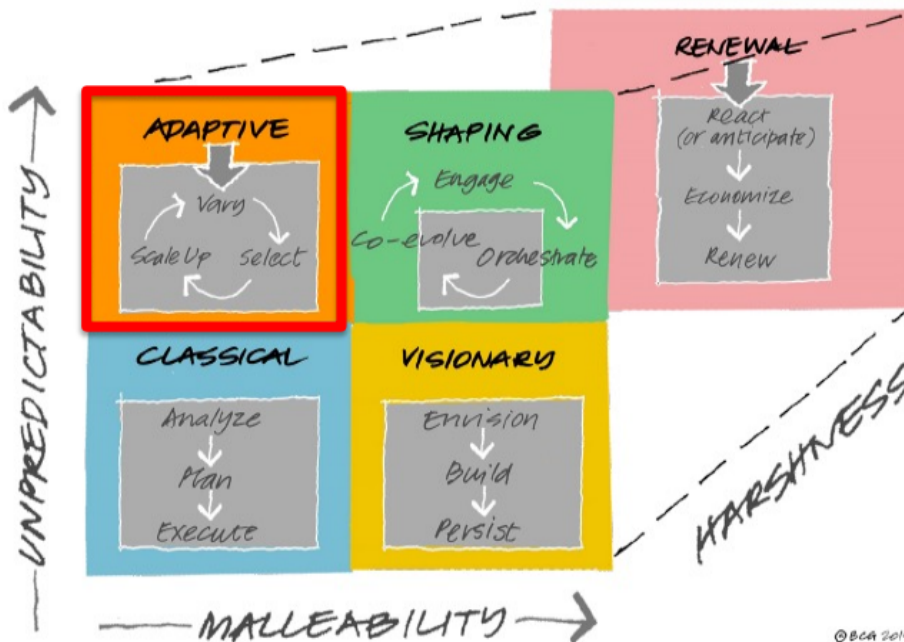 RENEWAL
React
(or anticipate)
Economize
Renew
ADAPTIVE
Vary
Select
Scale Up
SHAPING
Engage
Orchestrate
Co-evolve
CLASSICAL
Analyze
Plan
Execute
VISIONARY
Envision
Build
Persist
UNPREDICTABILITY
MALLEABILITY
HARSHNESS